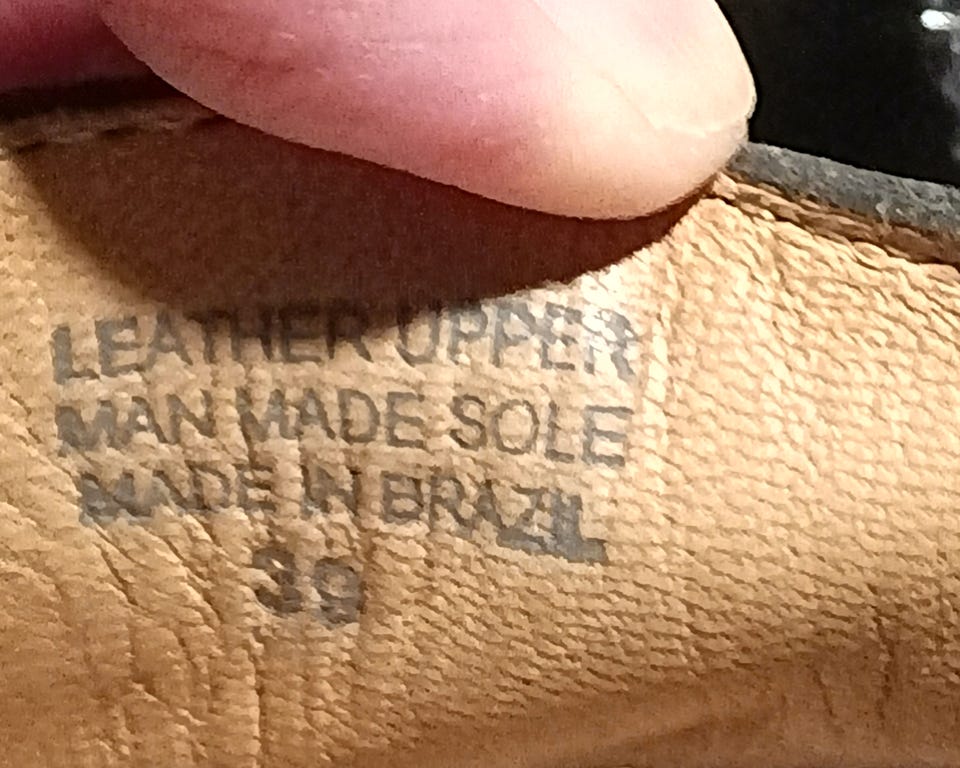 LEATHER UPPER
MAN MADE SOLE
MADE IN BRAZIL
39